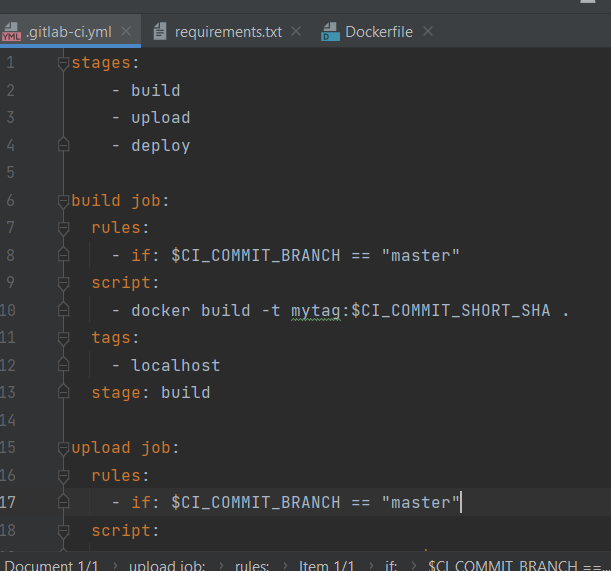 .gitlab-ci.yml requirements.txt Dockerfile
1 stages:
2 - build
3 - upload
4 - deploy
5
6 build job:
7 rules:
8 - if: $CI_COMMIT_BRANCH == "master"
9 script:
10 - docker build -t mytag:$CI_COMMIT_SHORT_SHA .
11 tags:
12 - localhost
13 stage: build
14
15 upload job:
16 rules:
17 - if: $CI_COMMIT_BRANCH == "master"
18 script:
Document 1/1 › upload job: › rules: › Item 1/1 › if: › $CI_COMMIT_BRANCH ==...